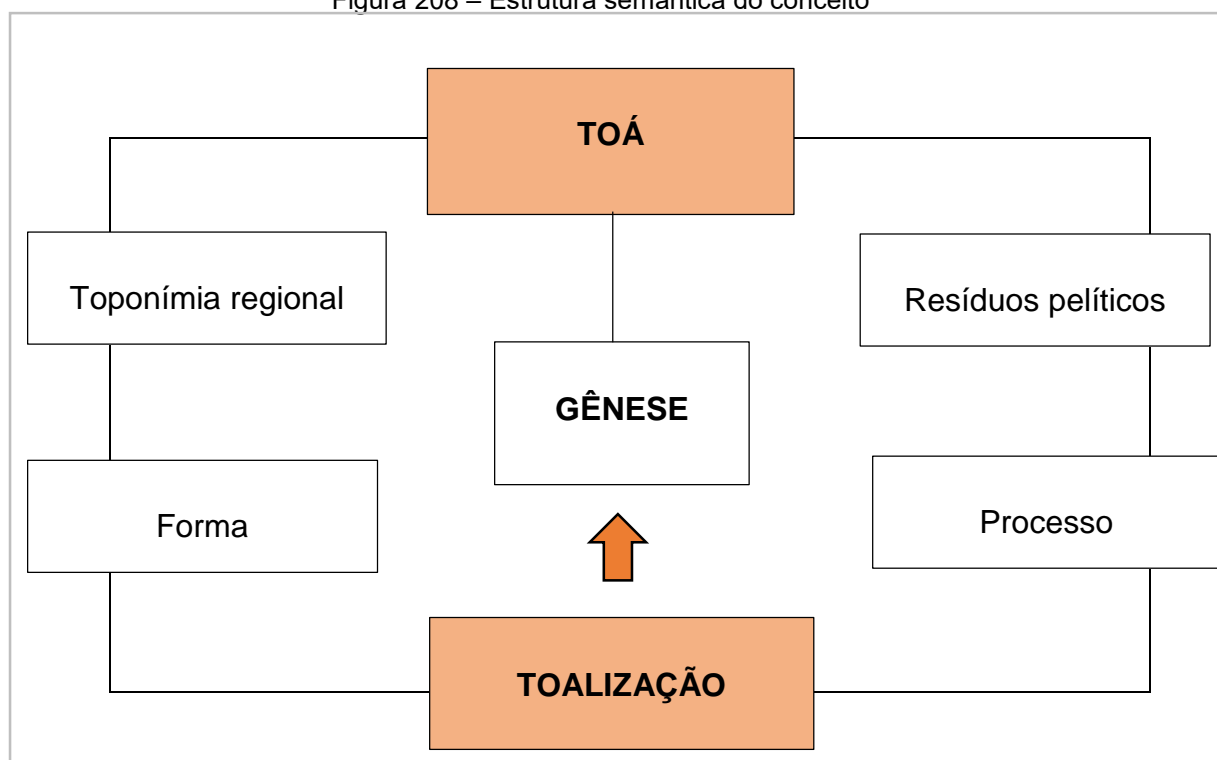 Figura 208 – Estrutura semântica do conceito
TOÁ
Toponímia regional
Resíduos pelíticos
GÊNESE
Forma
Processo
TOALIZAÇÃO